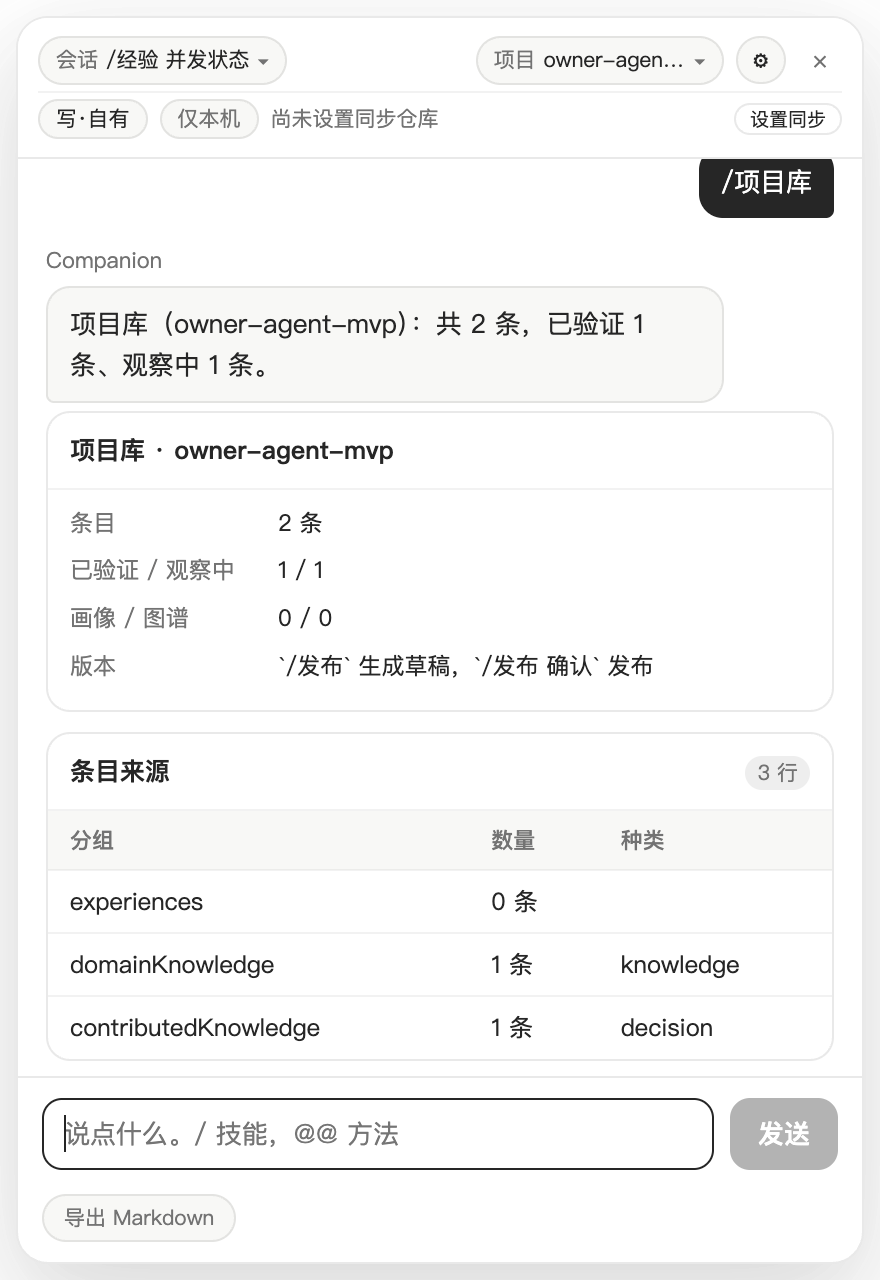 会话 /经验 并发状态
项目 owner-agen...
写·自有 仅本机 尚未设置同步仓库 设置同步
/项目库
Companion
项目库（owner-agent-mvp）：共 2 条，已验证 1
条、观察中 1 条。
项目库 · owner-agent-mvp
条目 2 条
已验证 / 观察中 1 / 1
画像 / 图谱 0 / 0
版本 `/发布` 生成草稿，`/发布 确认` 发布
条目来源 3 行
分组 数量 种类
experiences 0 条
domainKnowledge 1 条 knowledge
contributedKnowledge 1 条 decision
说点什么。/ 技能，@@ 方法
发送
导出 Markdown